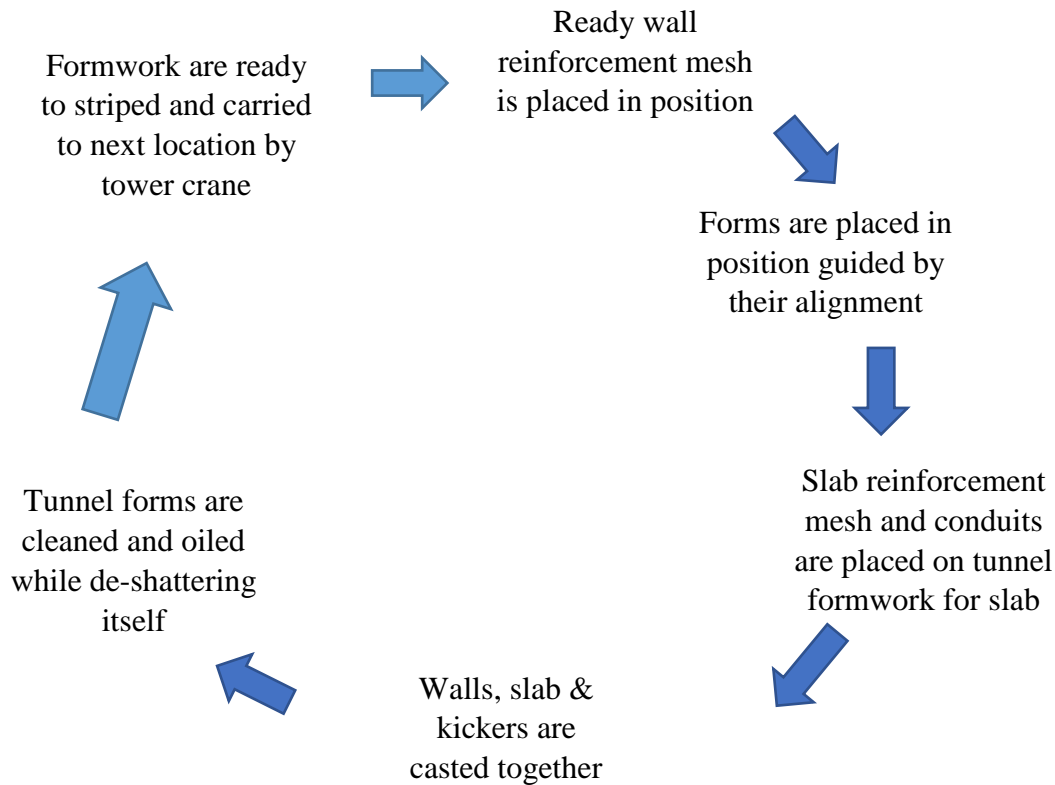 Formwork are ready
to striped and carried
to next location by
tower crane
Ready wall
reinforcement mesh
is placed in position
Forms are placed in
position guided by
their alignment
Slab reinforcement
mesh and conduits
are placed on tunnel
formwork for slab
Walls, slab &
kickers are
casted together
Tunnel forms are
cleaned and oiled
while de-shattering
itself